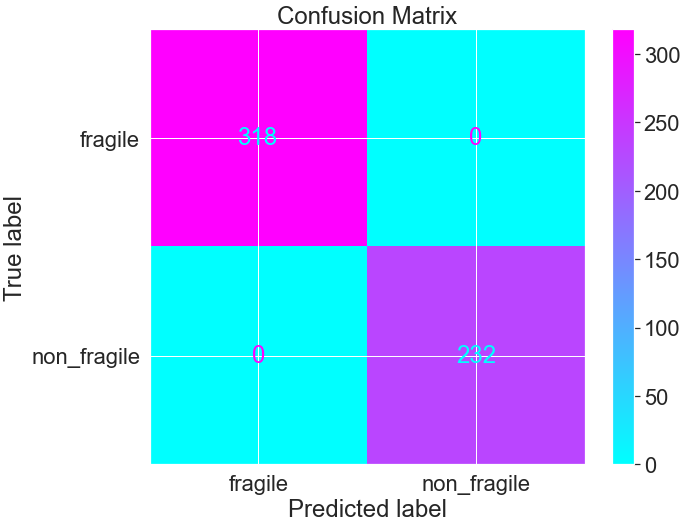 Confusion Matrix
True label
fragile
318 0
non_fragile
0 232
fragile non_fragile
Predicted label
300
250
200
150
100
50
0